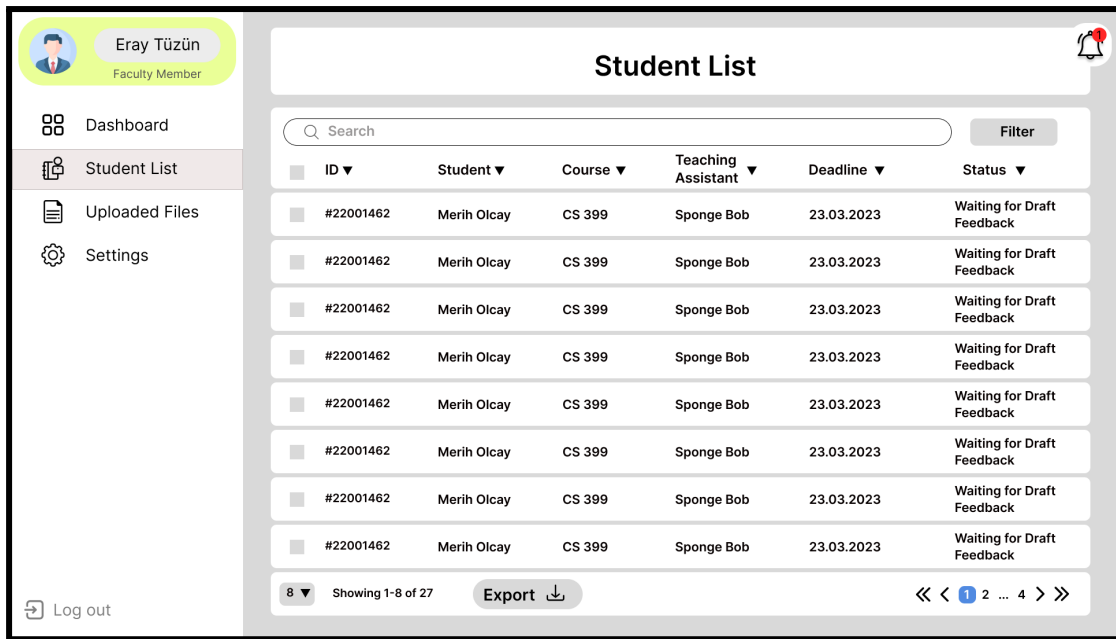 Eray Tüzün
Faculty Member
Dashboard
Student List
Uploaded Files
Settings
Log out
1
Student List
Search
Filter
ID ▼ Student ▼ Course ▼ Teaching Assistant ▼ Deadline ▼ Status ▼
#22001462 Merih Olcay CS 399 Sponge Bob 23.03.2023 Waiting for Draft Feedback
#22001462 Merih Olcay CS 399 Sponge Bob 23.03.2023 Waiting for Draft Feedback
#22001462 Merih Olcay CS 399 Sponge Bob 23.03.2023 Waiting for Draft Feedback
#22001462 Merih Olcay CS 399 Sponge Bob 23.03.2023 Waiting for Draft Feedback
#22001462 Merih Olcay CS 399 Sponge Bob 23.03.2023 Waiting for Draft Feedback
#22001462 Merih Olcay CS 399 Sponge Bob 23.03.2023 Waiting for Draft Feedback
#22001462 Merih Olcay CS 399 Sponge Bob 23.03.2023 Waiting for Draft Feedback
#22001462 Merih Olcay CS 399 Sponge Bob 23.03.2023 Waiting for Draft Feedback
8 ▼ Showing 1-8 of 27 Export 1 2 ... 4